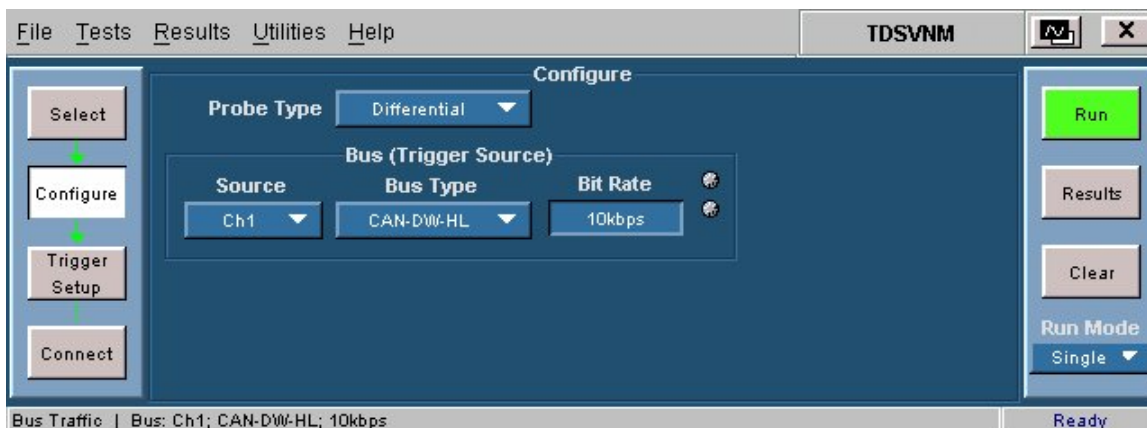 File Tests Results Utilities Help TDSVNM X
Configure
Select
Probe Type Differential
Run
Bus (Trigger Source)
Configure
Source Bus Type Bit Rate
Results
Ch1 CAN-DW-HL 10kbps
Trigger
Setup
Clear
Run Mode
Connect
Single
Bus Traffic | Bus: Ch1; CAN-DW-HL; 10kbps Ready